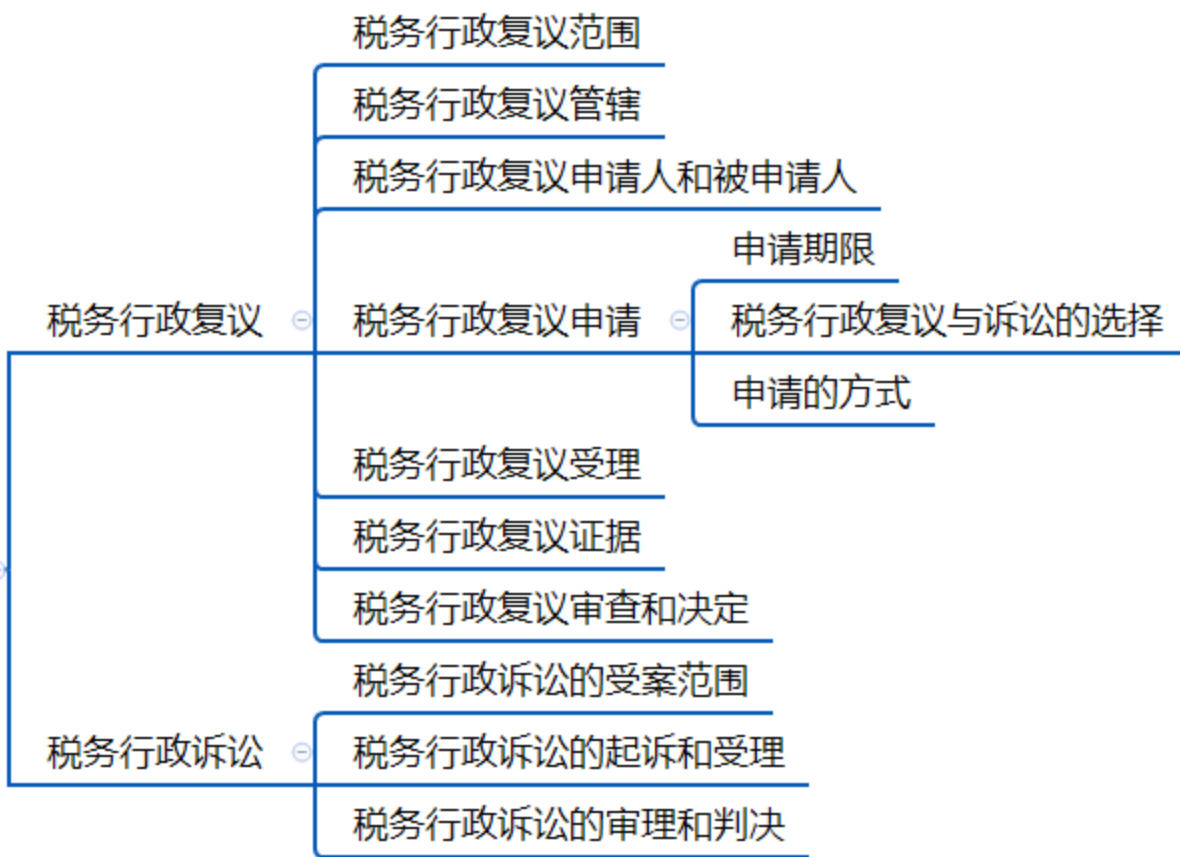 税务行政复议范围
税务行政复议管辖
税务行政复议申请人和被申请人
申请期限
税务行政复议 税务行政复议申请 税务行政复议与诉讼的选择
申请的方式
税务行政复议受理
税务行政复议证据
税务行政复议审查和决定
税务行政诉讼的受案范围
税务行政诉讼 税务行政诉讼的起诉和受理
税务行政诉讼的审理和判决